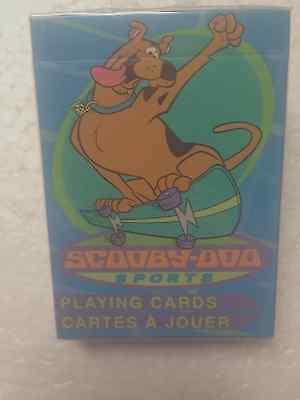 SCOOBY-DOO
SPORTS
PLAYING CARDS
CARTES À JOUER